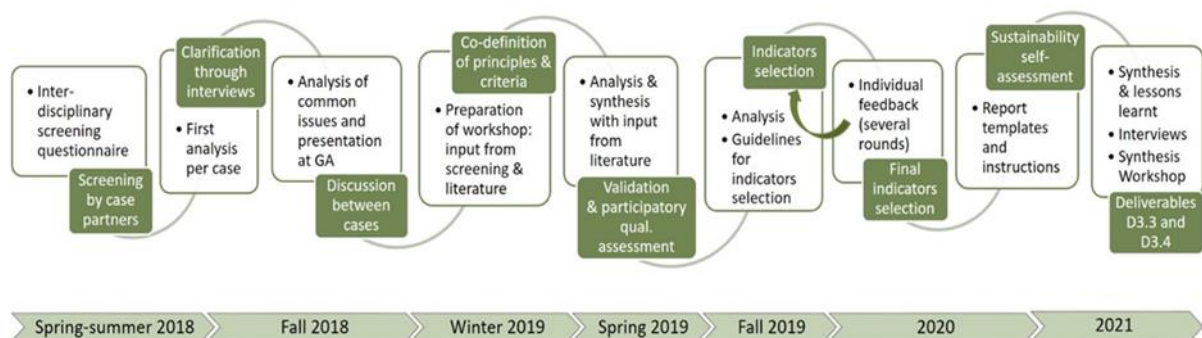 • Inter-
disciplinary
screening
questionnaire
Screening
by case
partners
Clarification
through
interviews
• First
analysis
per case
• Analysis of
common
issues and
presentation
at GA
Discussion
between
cases
Co-definition
of principles &
criteria
• Preparation
of workshop:
input from
screening &
literature
• Analysis &
synthesis
with input
from
literature
Validation
& participatory
qual.
assessment
Indicators
selection
• Analysis
• Guidelines
for
indicators
selection
• Individual
feedback
(several
rounds)
Final
indicators
selection
Sustainability
self-
assessment
• Report
templates
and
instructions
• Synthesis
& lessons
learnt
• Interviews
• Synthesis
Workshop
Deliverables
D3.3 and
D3.4
Spring-summer 2018
Fall 2018
Winter 2019
Spring 2019
Fall 2019
2020
2021